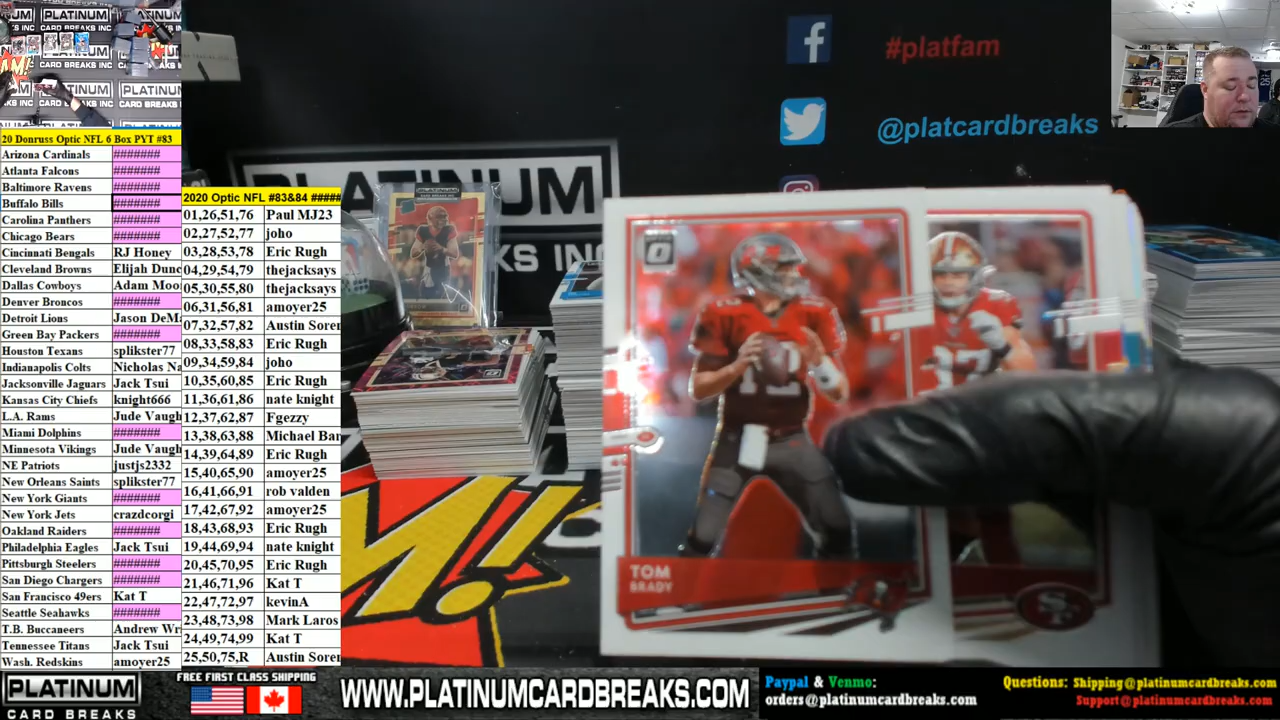 PLATINUM
CARD BREAKS INC
20 Donruss Optic NFL 6 Box PYT #83
Arizona Cardinals #######
Atlanta Falcons #######
Baltimore Ravens #######
Buffalo Bills #######
Carolina Panthers #######
Chicago Bears #######
Cincinnati Bengals RJ Honey
Cleveland Browns Elijah Dunc
Dallas Cowboys Adam Moo
Denver Broncos #######
Detroit Lions Jason DeM
Green Bay Packers #######
Houston Texans splikster77
Indianapolis Colts Nicholas Na
Jacksonville Jaguars Jack Tsui
Kansas City Chiefs knight666
L.A. Rams Jude Vaugh
Miami Dolphins #######
Minnesota Vikings Jude Vaugh
NE Patriots justjs2332
New Orleans Saints splikster77
New York Giants #######
New York Jets crazdcorgi
Oakland Raiders #######
Philadelphia Eagles Jack Tsui
Pittsburgh Steelers #######
San Diego Chargers #######
San Francisco 49ers Kat T
Seattle Seahawks #######
T.B. Buccaneers Andrew Wr
Tennessee Titans Jack Tsui
Wash. Redskins amoyer25
2020 Optic NFL #83&84 #####
01,26,51,76 Paul MJ23
02,27,52,77 joho
03,28,53,78 Eric Rugh
04,29,54,79 thejacksays
05,30,55,80 thejacksays
06,31,56,81 amoyer25
07,32,57,82 Austin Soren
08,33,58,83 Eric Rugh
09,34,59,84 joho
10,35,60,85 Eric Rugh
11,36,61,86 nate knight
12,37,62,87 Fgezzy
13,38,63,88 Michael Bar
14,39,64,89 Eric Rugh
15,40,65,90 amoyer25
16,41,66,91 rob valden
17,42,67,92 amoyer25
18,43,68,93 Eric Rugh
19,44,69,94 nate knight
20,45,70,95 Eric Rugh
21,46,71,96 Kat T
22,47,72,97 kevinA
23,48,73,98 Mark Laros
24,49,74,99 Kat T
25,50,75,R Austin Soren
#platfam
@platcardbreaks
PLATINUM
KS INC
12
17
TOM
BRADY
M!
PLATINUM
CARD BREAKS
FREE FIRST CLASS SHIPPING
WWW.PLATINUMCARDBREAKS.COM
Paypal & Venmo:
orders@platinumcardbreaks.com
Questions: Shipping@platinumcardbreaks.com
Support@platinumcardbreaks.com